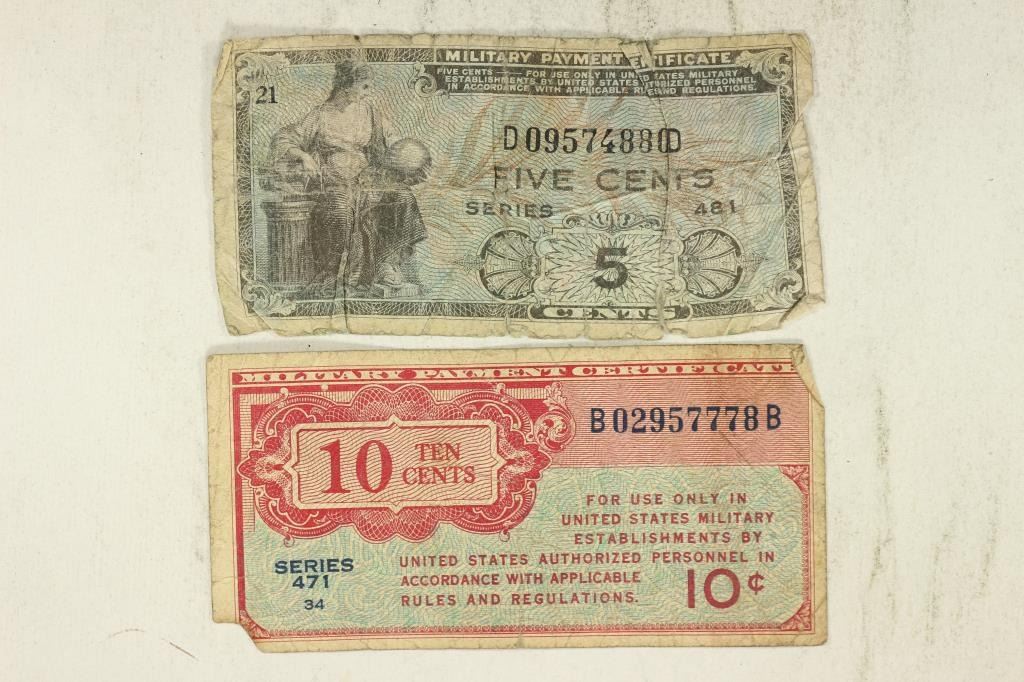 MILITARY PAYMENT CE IFICATE
FIVE CENTS — FOR USE ONLY IN UNITED STATES MILITARY
ESTABLISHMENTS BY UNITED STATES AUTHORIZED PERSONNEL
IN ACCORDANCE WITH APPLICABLE RULES AND REGULATIONS.
21
D09574880D
FIVE CENTS
SERIES 481
5
CENTS
MILITARY PAYMENT CERTIFICATE
B02957778B
10 TEN
CENTS
FOR USE ONLY IN
UNITED STATES MILITARY
ESTABLISHMENTS BY
UNITED STATES AUTHORIZED PERSONNEL IN
ACCORDANCE WITH APPLICABLE
RULES AND REGULATIONS.
10¢
SERIES
471
34